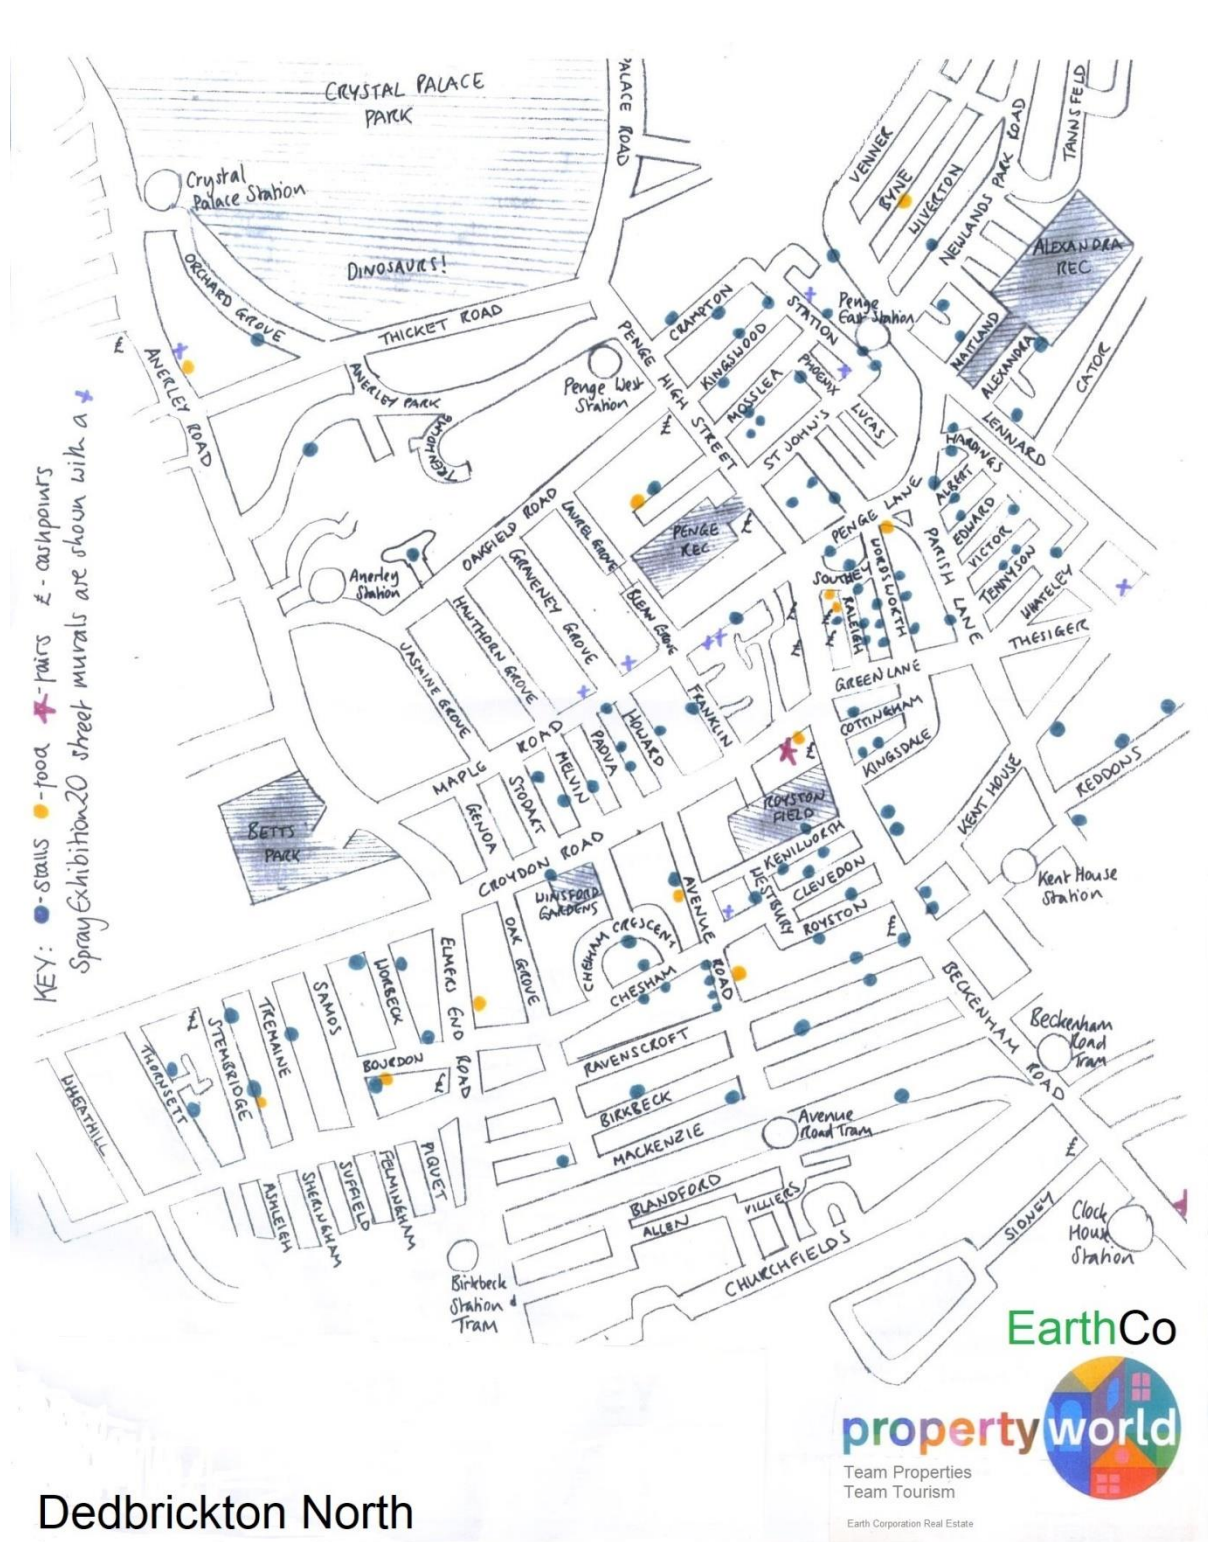 CRYSTAL PALACE
PARK
PALACE ROAD
TANNSFELD
Crystal
Palace Station
DINOSAURS!
ORCHARD GROVE
THICKET ROAD
VENNER
BYNE
WIVERTON
NEWLANDS PARK ROAD
ALEXANDRA
REC
ANERLEY ROAD
ANERLEY PARK
TRENHOLME
PENGE HIGH STREET
Penge West
Station
CRAMPTON
KINGSWOOD
MOSSLEA
STATION
PHOENIX
LUCAS
ST JOHN'S
Penge
East Station
NAITLAND
ALEXANDRA
CATOR
LENNARD
HARDINGS
ALBERT
EDWARD
VICTOR
TENNYSON
WHATELEY
THESIGER
PENGE LANE
PARISH LANE
OAKFIELD ROAD
LAUREL GROVE
PENGE
REC
£
Anerley
Station
GRAVENEY GROVE
BLEAN GROVE
HAWTHORN GROVE
JASMINE GROVE
SOUTHEY
RALEIGH
WORDSWORTH
GREEN LANE
COTTINGHAM
KINGSDALE
FRANKLIN
HOWARD
PADUA
MELVIN
STODART
GENOA
MAPLE ROAD
BETTS
PARK
CROYDON ROAD
WINSFORD
GARDENS
ROYSTON
FIELD
KENILWORTH
CLEVEDON
WESTBURY
ROYSTON
£
KENT HOUSE
REDDONS
Kent House
Station
AVENUE ROAD
CHESHAM CRESCENT
CHESHAM
OAK GROVE
ELMERS END ROAD
WORBECK
SAMOS
TREMAINE
STEMBRIDGE
THORNSETT
WHEATHILL
BOURDON
RAVENSCROFT
BIRKBECK
MACKENZIE
BECKENHAM ROAD
Beckenham
Road
Tram
Avenue
Road Tram
PIQUET
FELMINGHAM
SUFFIELD
SHERINGHAM
ASHLEIGH
BLANDFORD
ALLEN
VILLIERS
CHURCHFIELDS
SIDNEY
£
Clock
House
Station
Birkbeck
Station &
Tram
KEY: -stalls -food -pairs £ - cashpoints
SprayExhibition20 street murals are shown with a x
EarthCo
propertyworld
Team Properties
Team Tourism
Earth Corporation Real Estate
Dedbrickton North